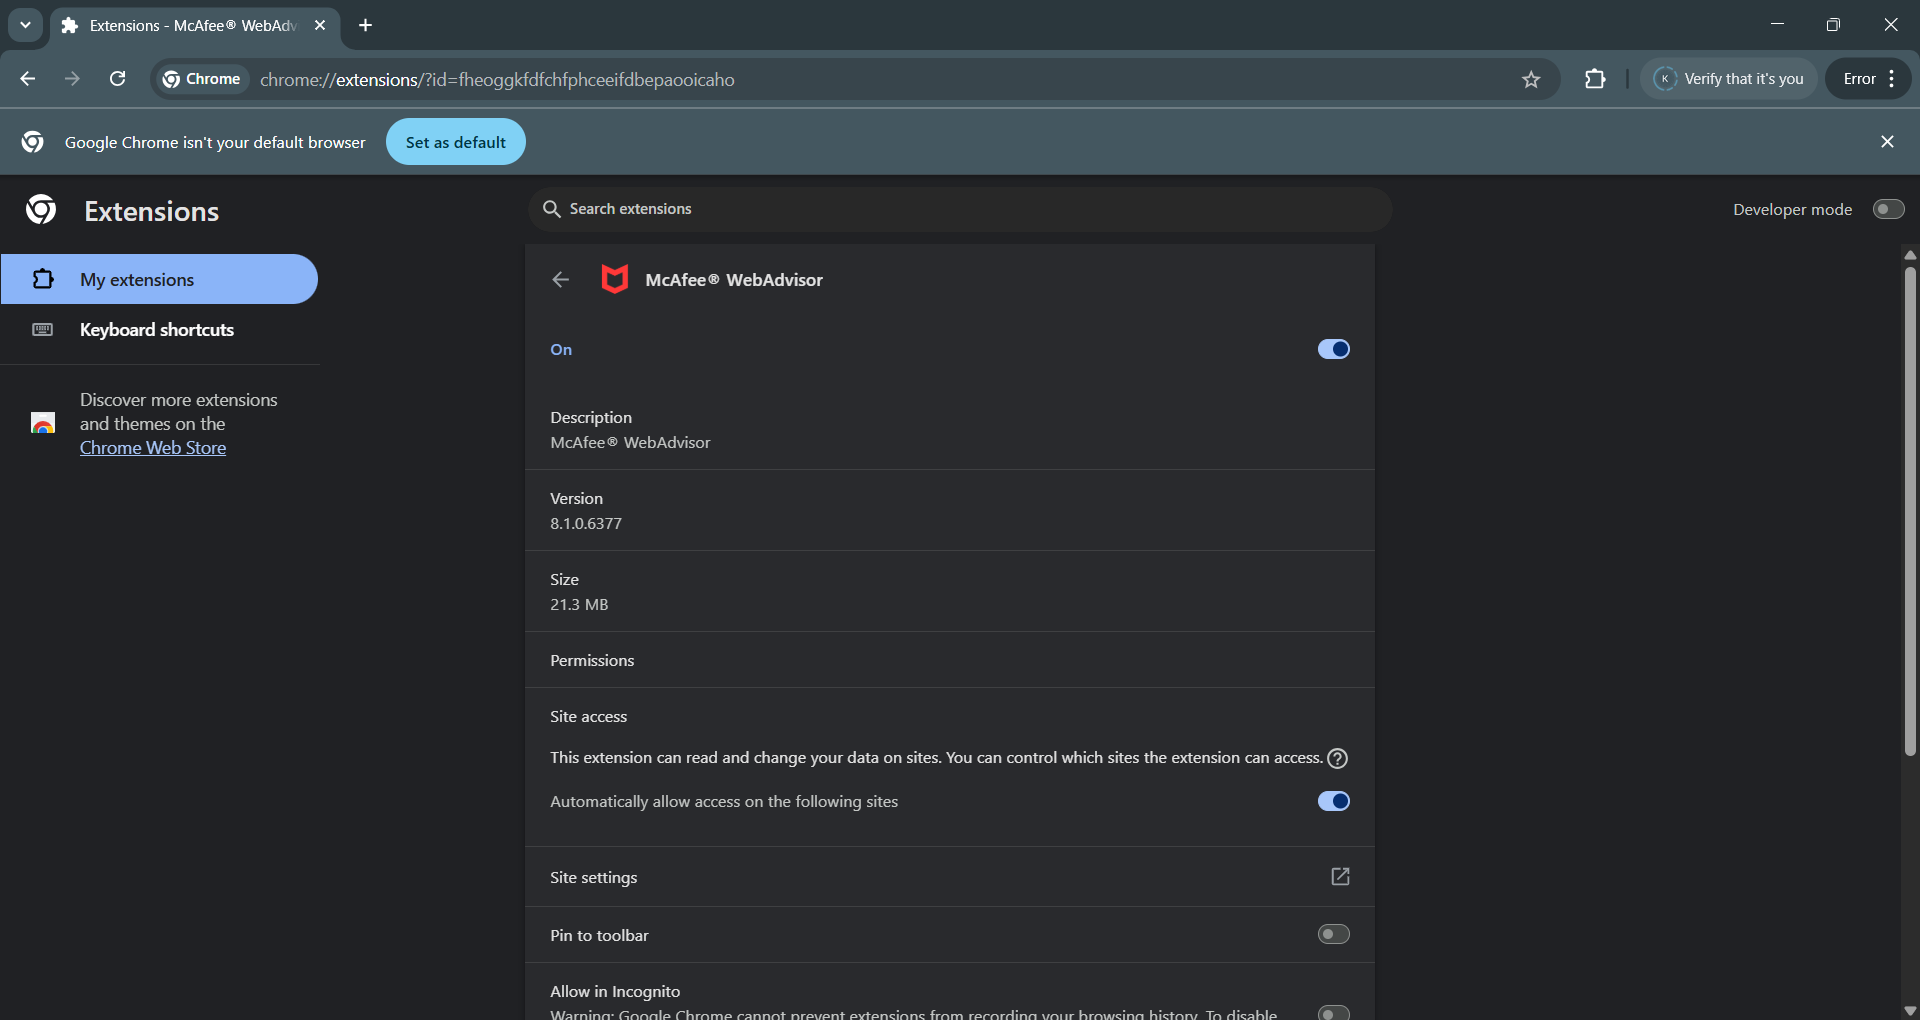 Extensions - McAfee® WebAdv
Chrome
chrome://extensions/?id=fheoggkfdfchfphceeifdbepaooicaho
K
Verify that it's you
Error
Google Chrome isn't your default browser
Set as default
Extensions
Search extensions
Developer mode
My extensions
Keyboard shortcuts
Discover more extensions
and themes on the
Chrome Web Store
McAfee® WebAdvisor
On
Description
McAfee® WebAdvisor
Version
8.1.0.6377
Size
21.3 MB
Permissions
Site access
This extension can read and change your data on sites. You can control which sites the extension can access.
Automatically allow access on the following sites
Site settings
Pin to toolbar
Allow in Incognito
Warning: Google Chrome cannot prevent extensions from recording your browsing history. To disable